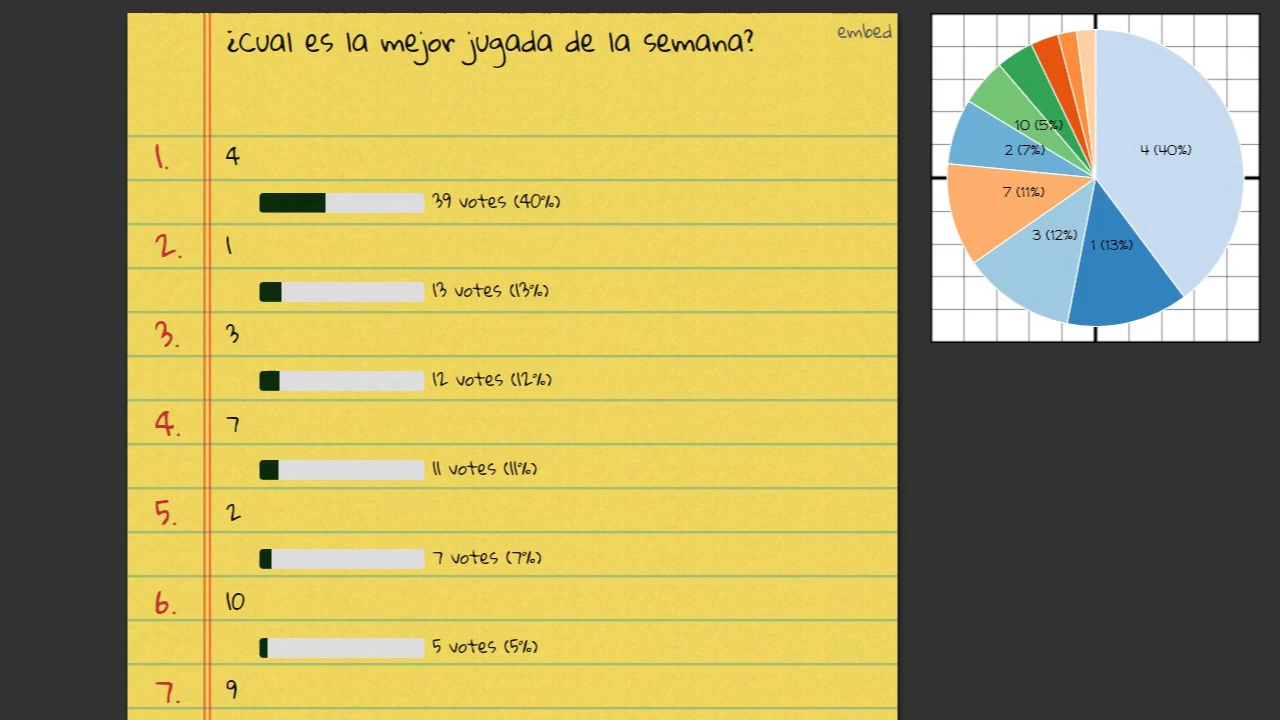 ¿Cual es la mejor jugada de la semana?
embed
1. 4
39 votes (40%)
2. 1
13 votes (13%)
3. 3
12 votes (12%)
4. 7
11 votes (11%)
5. 2
7 votes (7%)
6. 10
5 votes (5%)
7. 9
10 (5%)
2 (7%)
4 (40%)
7 (11%)
3 (12%)
1 (13%)